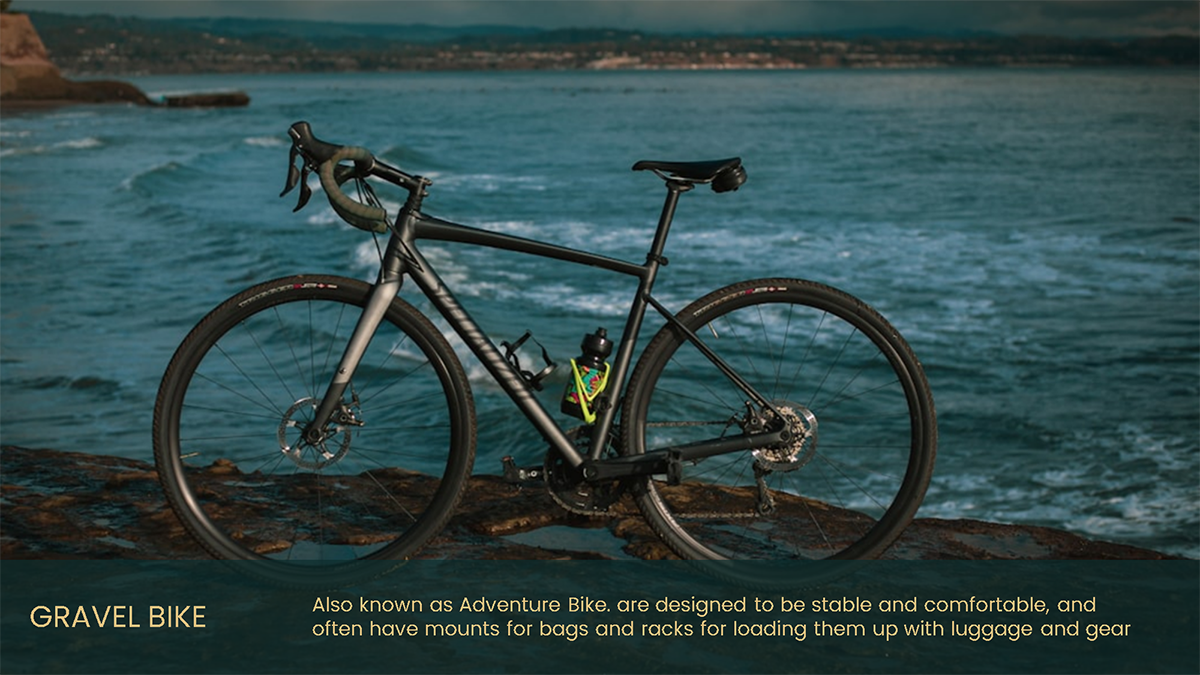 GRAVEL BIKE
Also known as Adventure Bike. are designed to be stable and comfortable, and
often have mounts for bags and racks for loading them up with luggage and gear